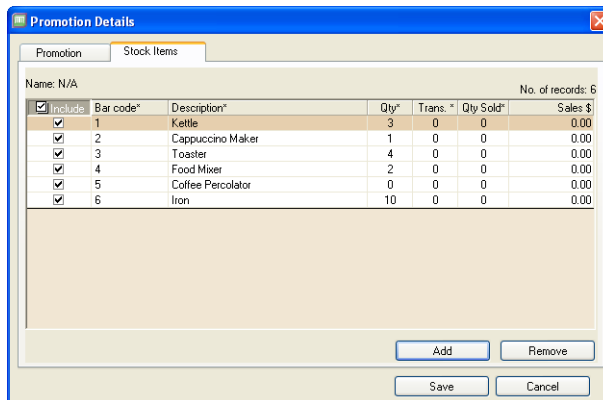 Promotion Details
Promotion Stock Items
Name: N/A
No. of records: 6
Include Bar code* Description* Qty* Trans. * Qty Sold* Sales $
1 Kettle 3 0 0 0.00
2 Cappuccino Maker 1 0 0 0.00
3 Toaster 4 0 0 0.00
4 Food Mixer 2 0 0 0.00
5 Coffee Percolator 0 0 0 0.00
6 Iron 10 0 0 0.00
Add Remove
Save Cancel